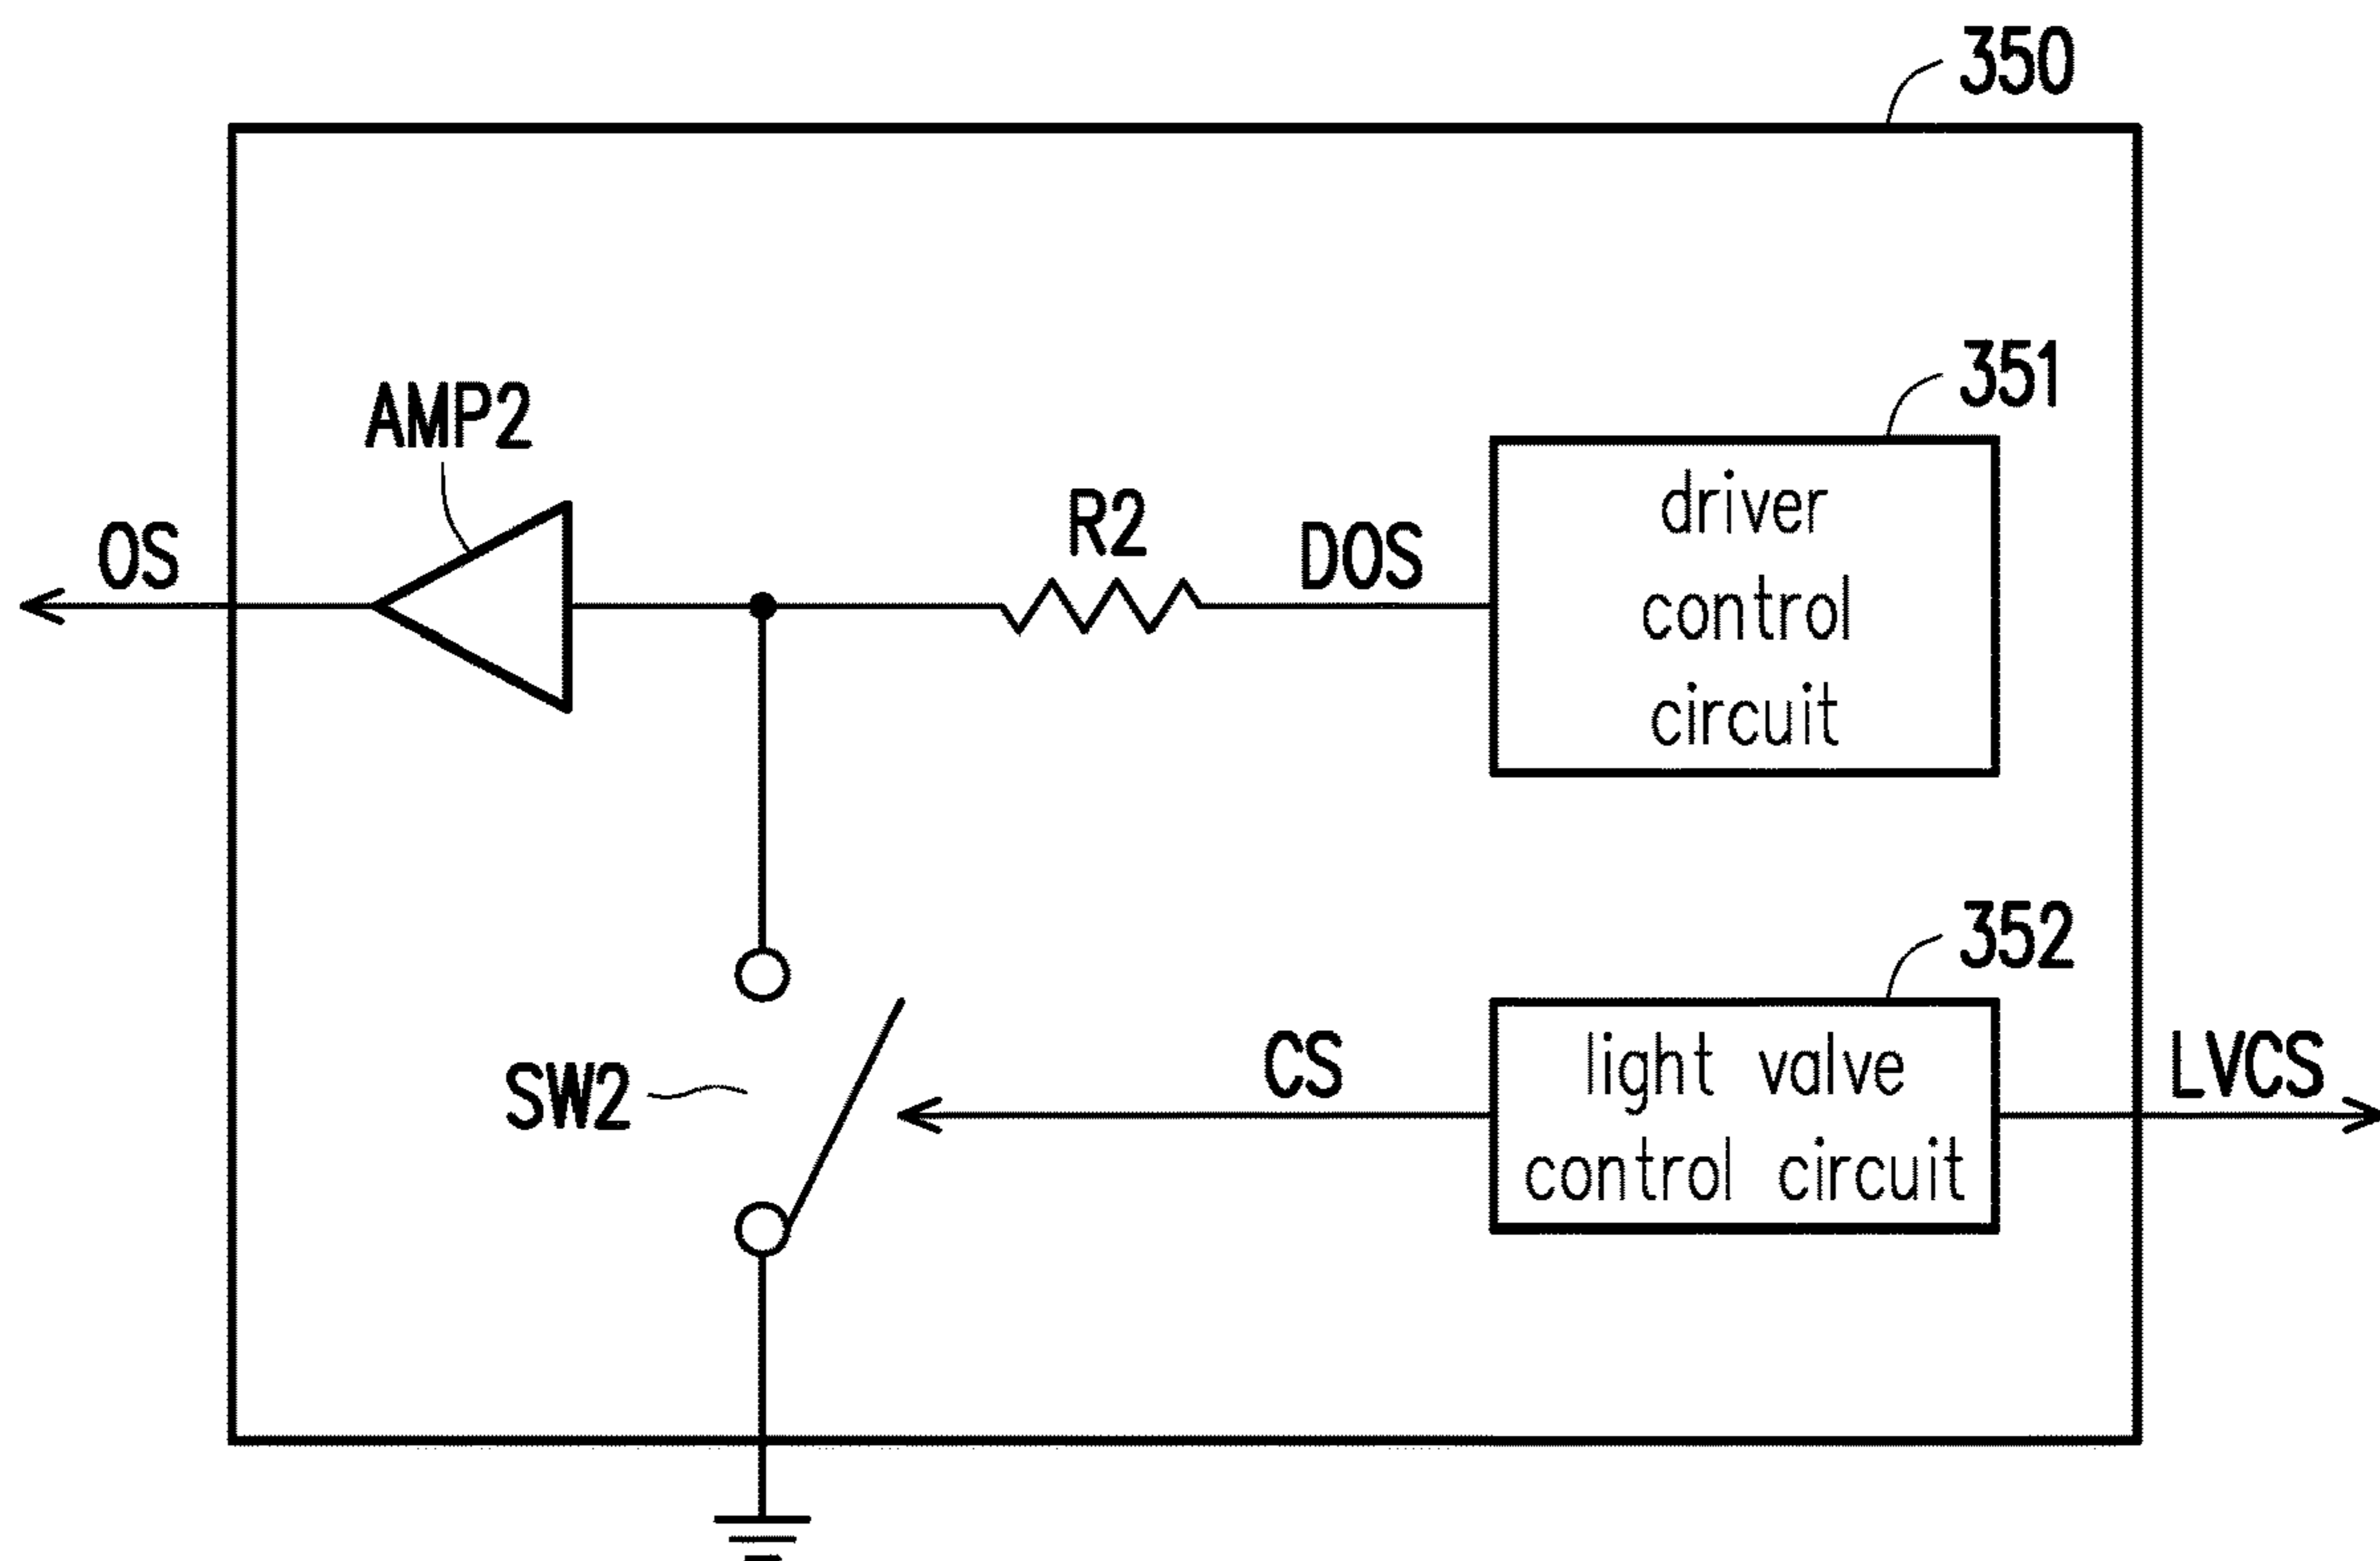 350
351
AMP2
driver
control
circuit
R2
DOS
OS
352
light valve
control circuit
CS
LVCS
SW2